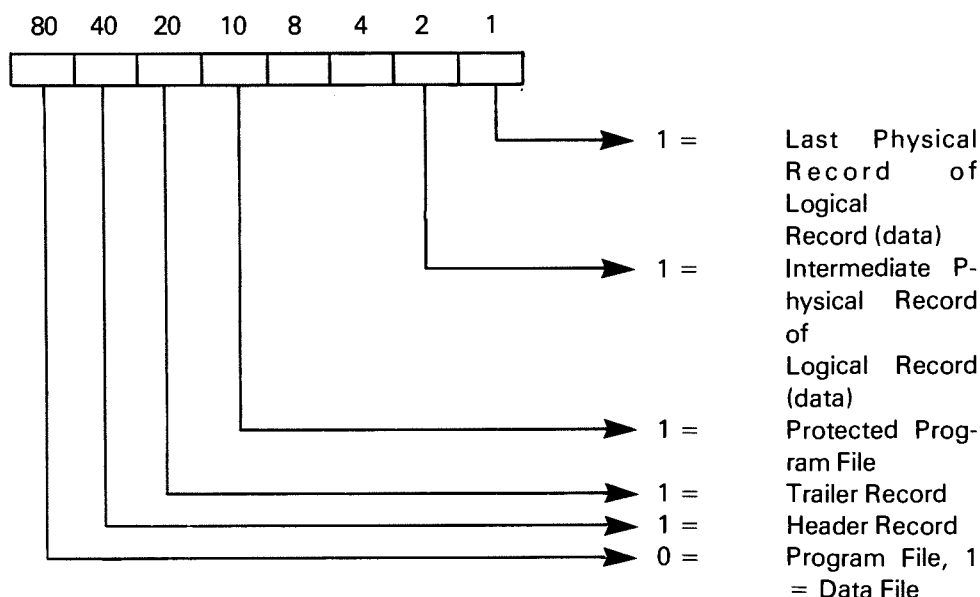 80 40 20 10 8 4 2 1
1 = Last Physical
Record of
Logical
Record (data)
1 = Intermediate P-
hysical Record
of
Logical Record
(data)
1 = Protected Prog-
ram File
1 = Trailer Record
1 = Header Record
0 = Program File, 1
= Data File